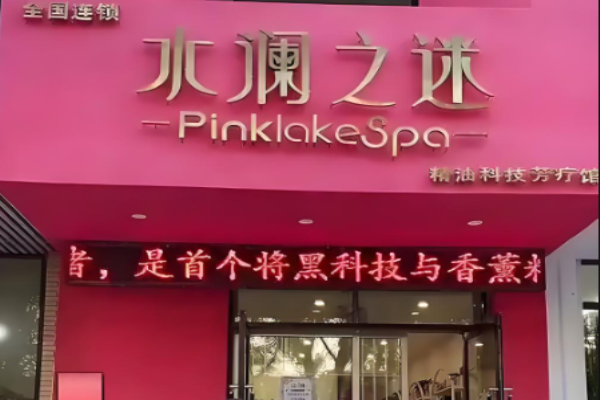 全国连锁
水澜之迷
PinklakeSpa
精油科技芳疗馆
者，是首个将黑科技与香薰